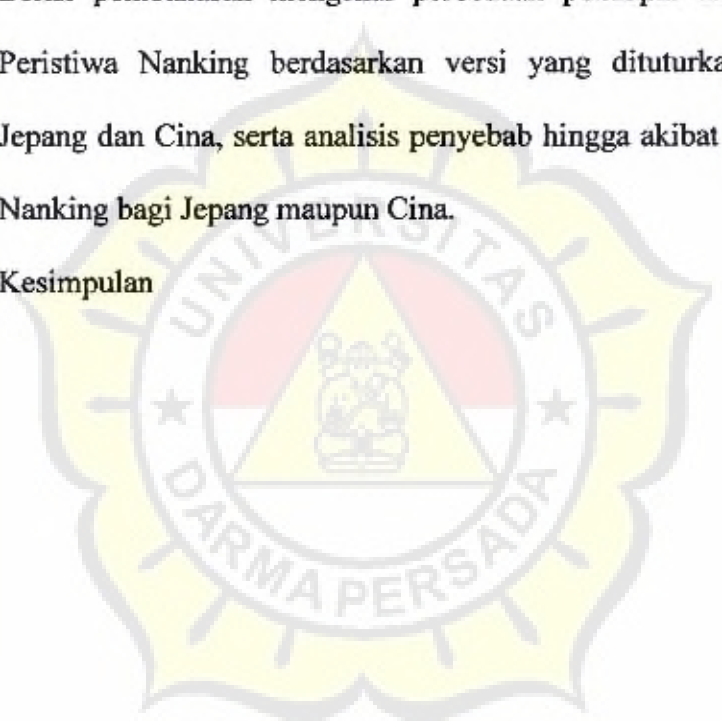 Peristiwa Nanking berdasarkan versi yang dituturka
Jepang dan Cina, serta analisis penyebab hingga akibat
Nanking bagi Jepang maupun Cina.
Kesimpulan
UNIVERSITAS
DARMA PERSADA